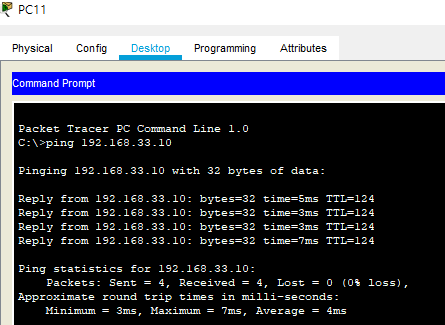 PC11
Physical Config Desktop Programming Attributes
Command Prompt
Packet Tracer PC Command Line 1.0
C:\>ping 192.168.33.10
Pinging 192.168.33.10 with 32 bytes of data:
Reply from 192.168.33.10: bytes=32 time=5ms TTL=124
Reply from 192.168.33.10: bytes=32 time=3ms TTL=124
Reply from 192.168.33.10: bytes=32 time=3ms TTL=124
Reply from 192.168.33.10: bytes=32 time=7ms TTL=124
Ping statistics for 192.168.33.10:
Packets: Sent = 4, Received = 4, Lost = 0 (0% loss),
Approximate round trip times in milli-seconds:
Minimum = 3ms, Maximum = 7ms, Average = 4ms